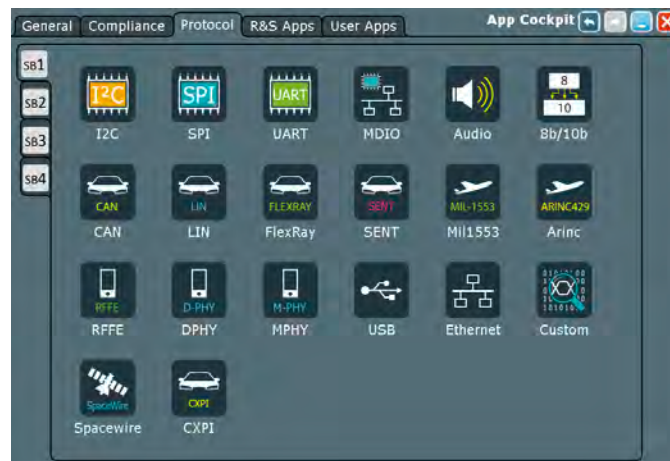 App Cockpit
General Compliance Protocol R&S Apps User Apps
SB1
SB2
SB3
SB4
I²C SPI UART 8 10
I2C SPI UART MDIO Audio 8b/10b
CAN LIN FLEXRAY SENT MIL-1553 ARINC429
CAN LIN FlexRay SENT Mil1553 Arinc
RFFE D-PHY M-PHY
RFFE DPHY MPHY USB Ethernet Custom
SpaceWire CXPI
Spacewire CXPI